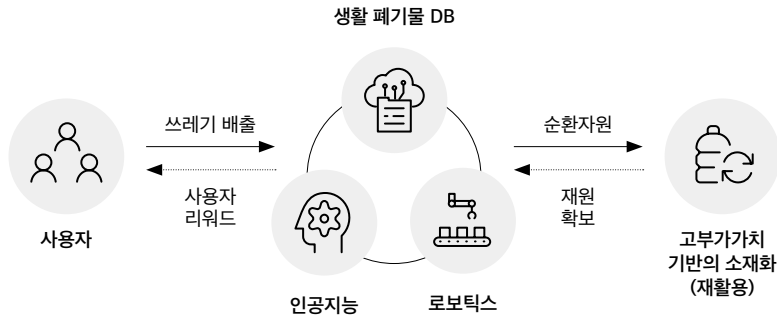 생활 폐기물 DB
쓰레기 배출
사용자
리워드
사용자
인공지능
로보틱스
순환자원
재원
확보
고부가가치
기반의 소재화
(재활용)